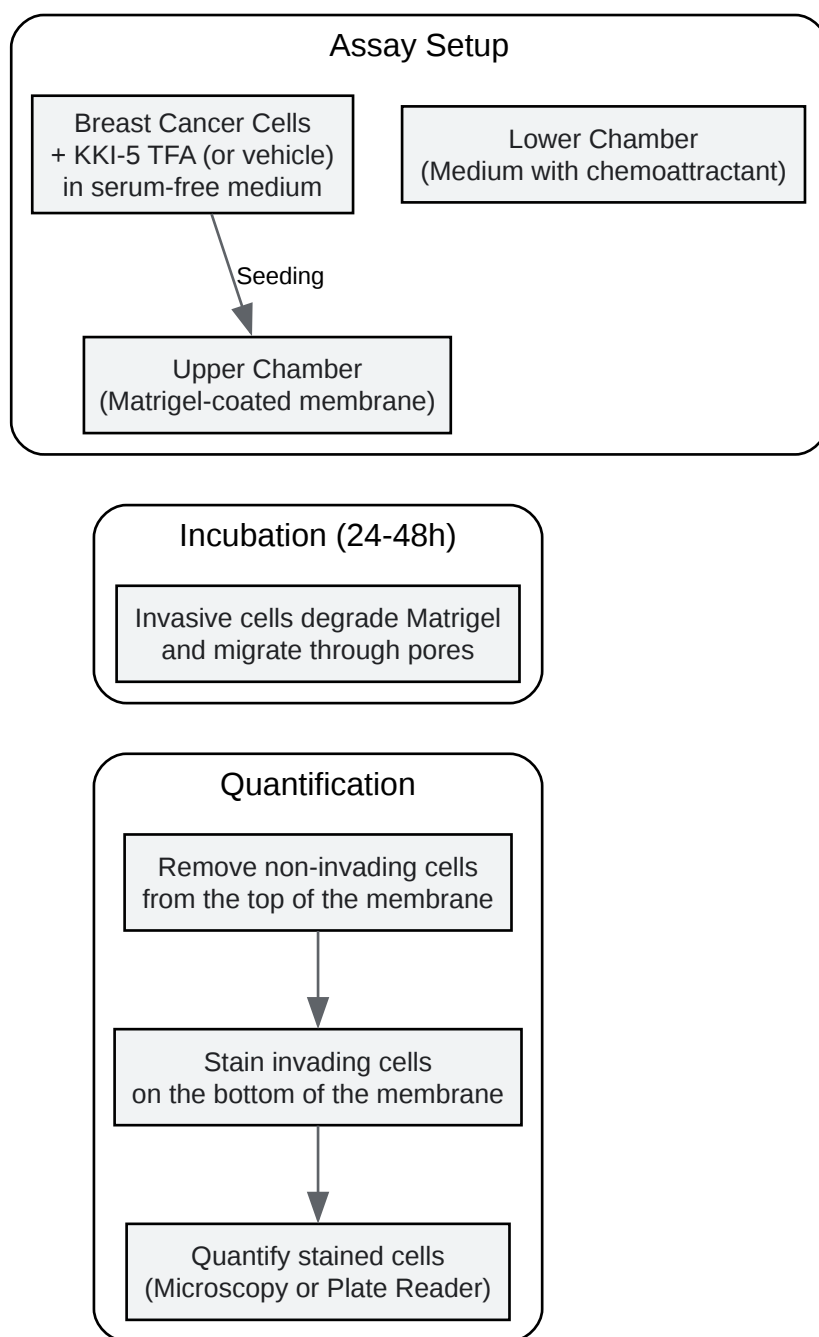 Assay Setup
Breast Cancer Cells
+ KKI-5 TFA (or vehicle)
in serum-free medium
Lower Chamber
(Medium with chemoattractant)
Seeding
Upper Chamber
(Matrigel-coated membrane)
Incubation (24-48h)
Invasive cells degrade Matrigel
and migrate through pores
Quantification
Remove non-invading cells
from the top of the membrane
Stain invading cells
on the bottom of the membrane
Quantify stained cells
(Microscopy or Plate Reader)